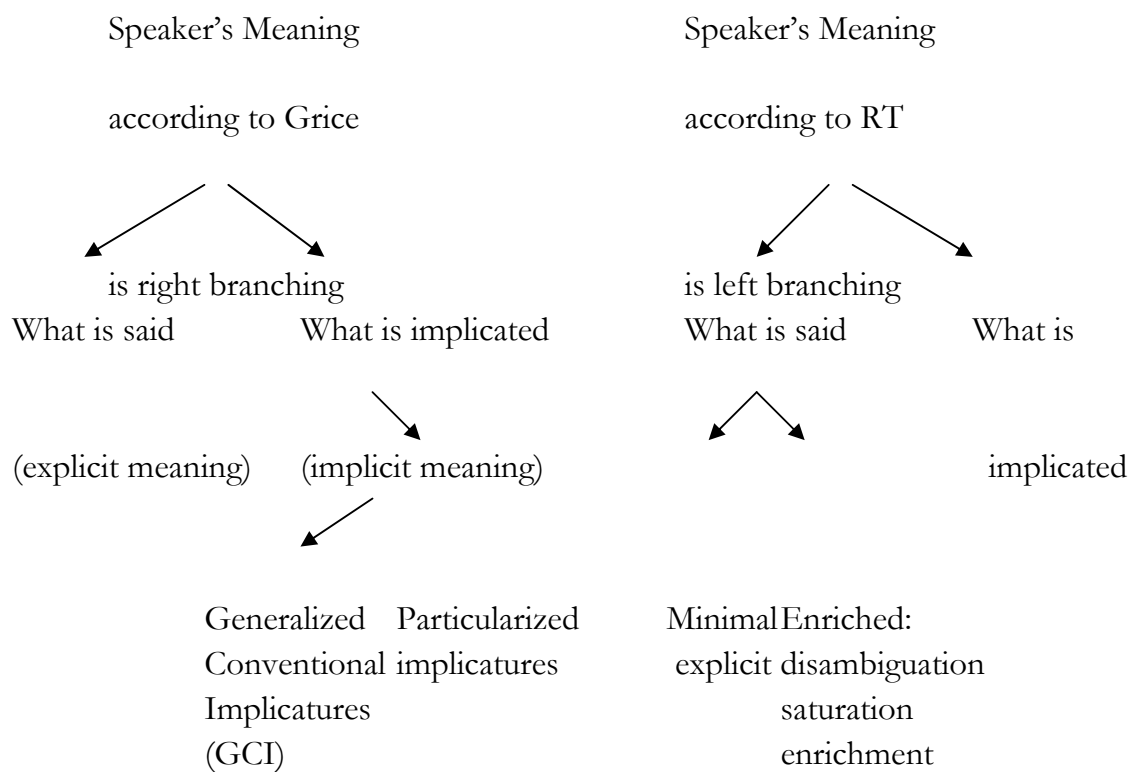 Speaker’s Meaning Speaker’s Meaning
according to Grice according to RT
is right branching is left branching
What is said What is implicated What is said What is
(explicit meaning) (implicit meaning) implicated
Generalized Particularized Minimal Enriched:
Conventional implicatures explicit disambiguation
Implicatures saturation
(GCI) enrichment